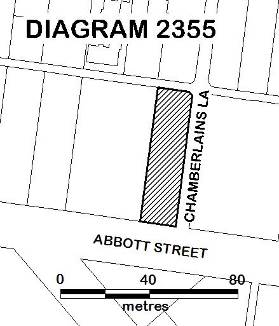 DIAGRAM 2355
CHAMBERLAINS LA
ABBOTT STREET
0 40 80
metres